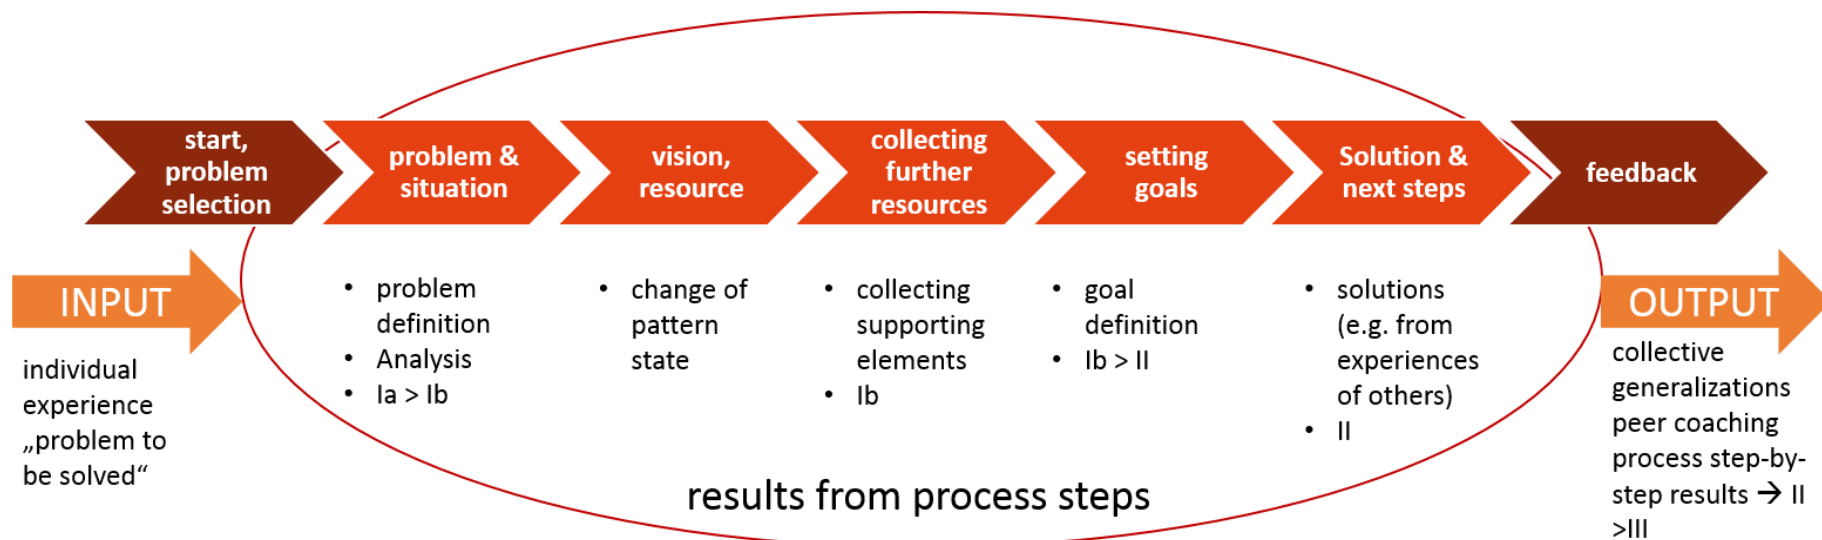 start,
problem
selection
problem &
situation
vision,
resource
collecting
further
resources
setting
goals
Solution &
next steps
feedback
INPUT
individual
experience
„problem to
be solved“
• problem
definition
• Analysis
• Ia > Ib
• change of
pattern
state
• collecting
supporting
elements
• Ib
• goal
definition
• Ib > II
• solutions
(e.g. from
experiences
of others)
• II
OUTPUT
collective
generalizations
peer coaching
process step-by-
step results → II
>III
results from process steps